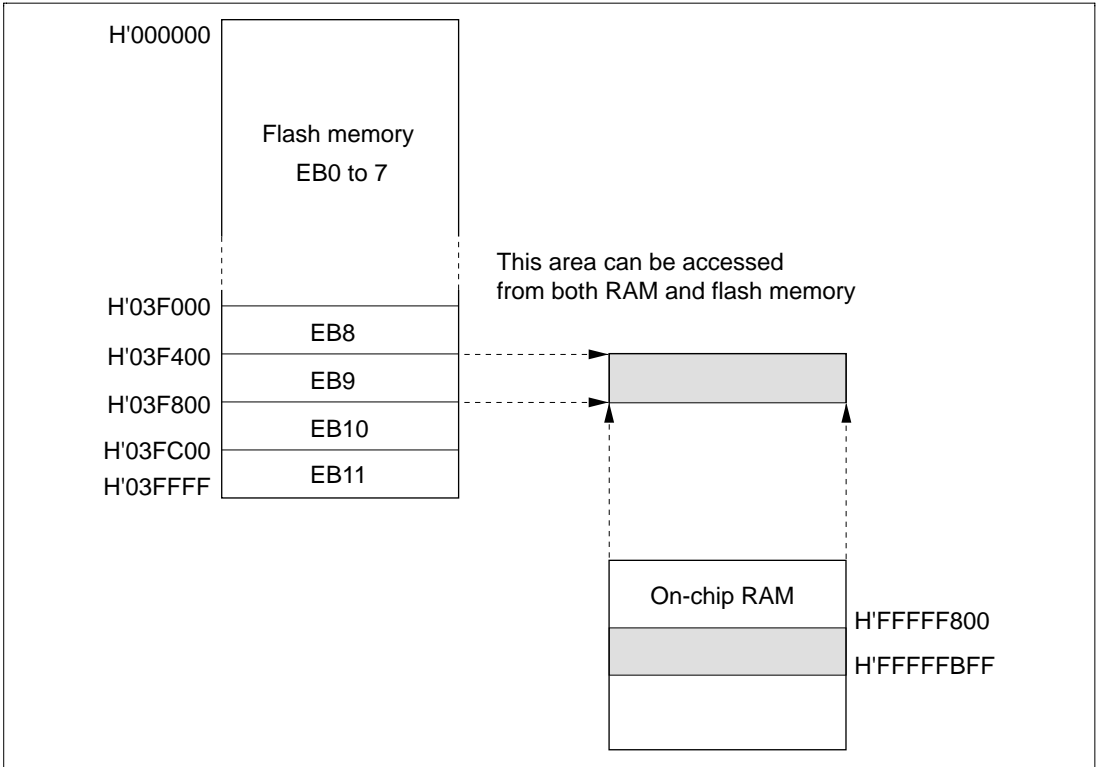 H'000000
Flash memory
EB0 to 7
This area can be accessed
from both RAM and flash memory
H'03F000
EB8
H'03F400
EB9
H'03F800
EB10
H'03FC00
EB11
H'03FFFF
On-chip RAM
H'FFFFF800
H'FFFFFBFF